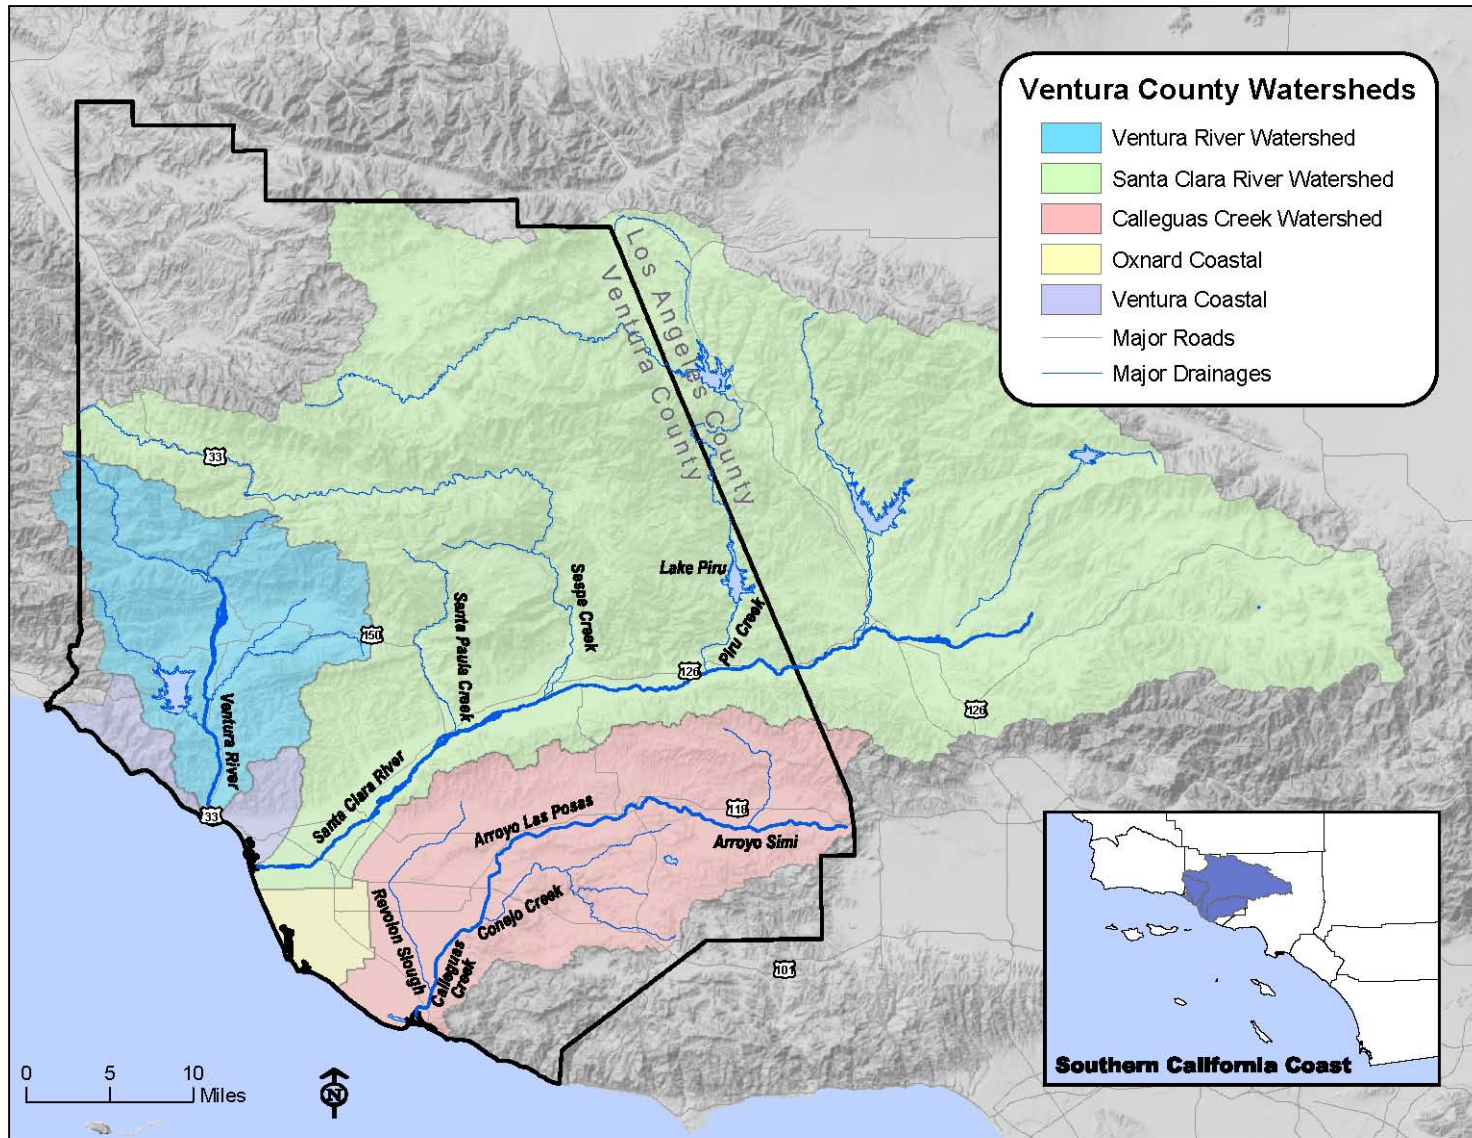 Ventura County Watersheds
Ventura River Watershed
Santa Clara River Watershed
Calleguas Creek Watershed
Oxnard Coastal
Ventura Coastal
Major Roads
Major Drainages
Los Angeles County
Ventura County
33
Lake Piru
Sespe Creek
Santa Paula Creek
150
Piru Creek
126
126
Ventura River
33
Santa Clara River
Arroyo Las Posas
118
Arroyo Simi
Revolon Slough
Conejo Creek
Calleguas
Creek
101
0 5 10
Miles
N
Southern California Coast